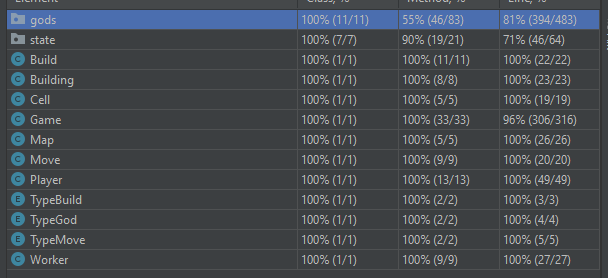 Element Class, % Method, % Line, %
gods 100% (11/11) 55% (46/83) 81% (394/483)
state 100% (7/7) 90% (19/21) 71% (46/64)
Build 100% (1/1) 100% (11/11) 100% (22/22)
Building 100% (1/1) 100% (8/8) 100% (23/23)
Cell 100% (1/1) 100% (5/5) 100% (19/19)
Game 100% (1/1) 100% (33/33) 96% (306/316)
Map 100% (1/1) 100% (5/5) 100% (26/26)
Move 100% (1/1) 100% (9/9) 100% (20/20)
Player 100% (1/1) 100% (13/13) 100% (49/49)
TypeBuild 100% (1/1) 100% (2/2) 100% (3/3)
TypeGod 100% (1/1) 100% (2/2) 100% (4/4)
TypeMove 100% (1/1) 100% (2/2) 100% (5/5)
Worker 100% (1/1) 100% (9/9) 100% (27/27)